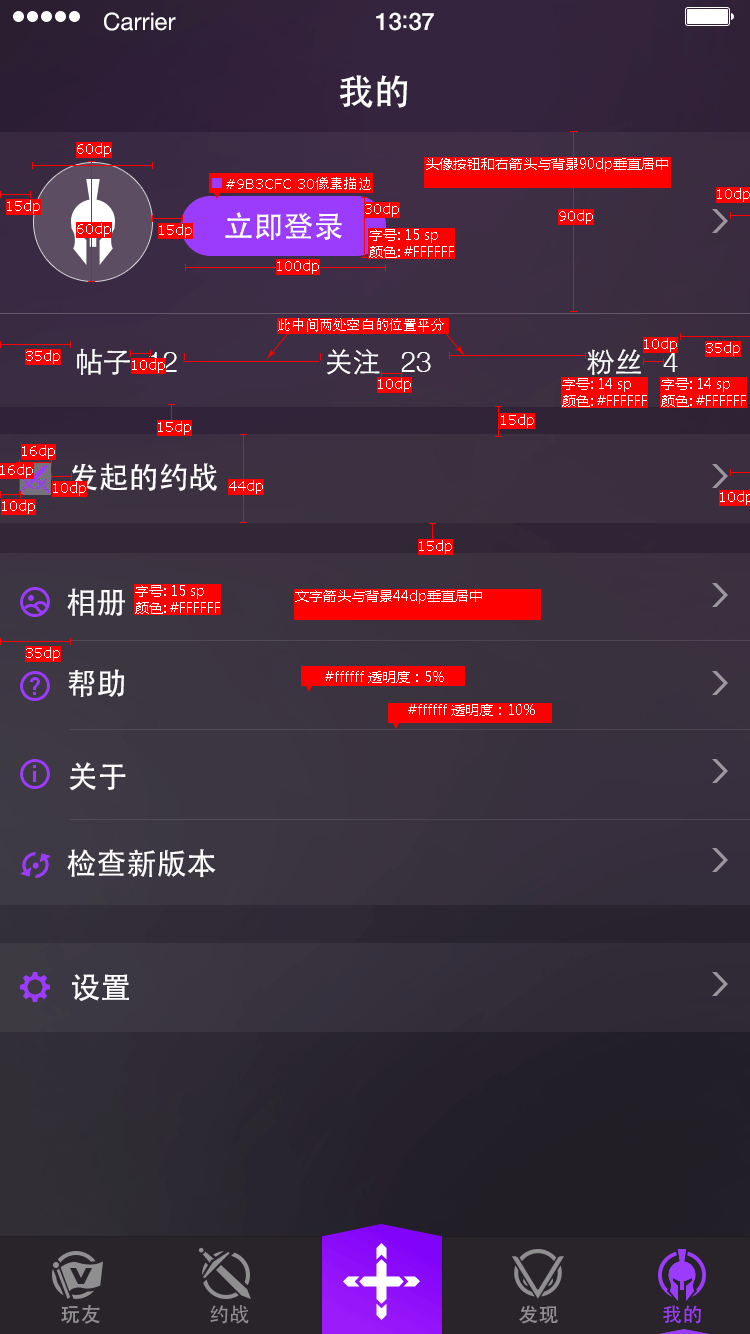 Carrier 13:37
我的
60dp
#9B3CFC 30像素描边
头像按钮和右箭头与背景90dp垂直居中
15dp
60dp
15dp
立即登录
30dp
字号: 15 sp
颜色: #FFFFFF
90dp
10dp
100dp
此中间两处空白的位置平分
35dp
帖子 12
10dp
关注 23
10dp
粉丝 4
10dp
35dp
字号: 14 sp
颜色: #FFFFFF
字号: 14 sp
颜色: #FFFFFF
15dp
15dp
16dp
16dp
10dp
10dp
发起的约战
44dp
10dp
15dp
相册
字号: 15 sp
颜色: #FFFFFF
文字箭头与背景44dp垂直居中
35dp
帮助
#ffffff 透明度：5%
#ffffff 透明度：10%
关于
检查新版本
设置
玩友
约战
发现
我的